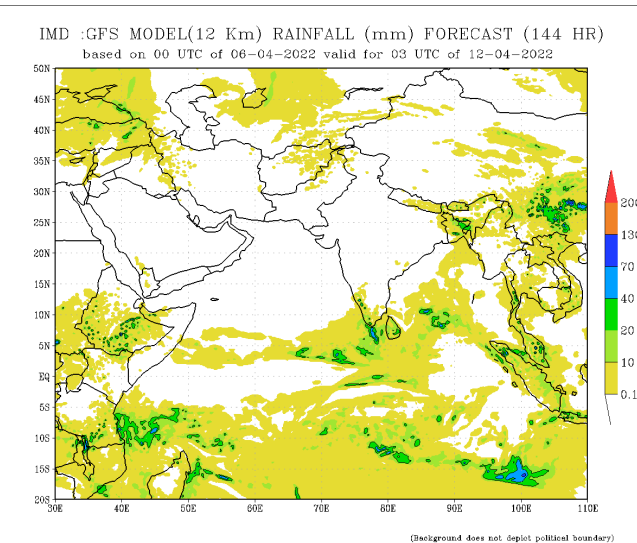 IMD :GFS MODEL(12 Km) RAINFALL (mm) FORECAST (144 HR)
based on 00 UTC of 06-04-2022 valid for 03 UTC of 12-04-2022
50N
45N
40N
35N
30N
25N
20N
15N
10N
5N
EQ
5S
10S
15S
20S
30E
40E
50E
60E
70E
80E
90E
100E
110E
200
130
70
40
20
10
0.1
(Background does not depict political boundary)